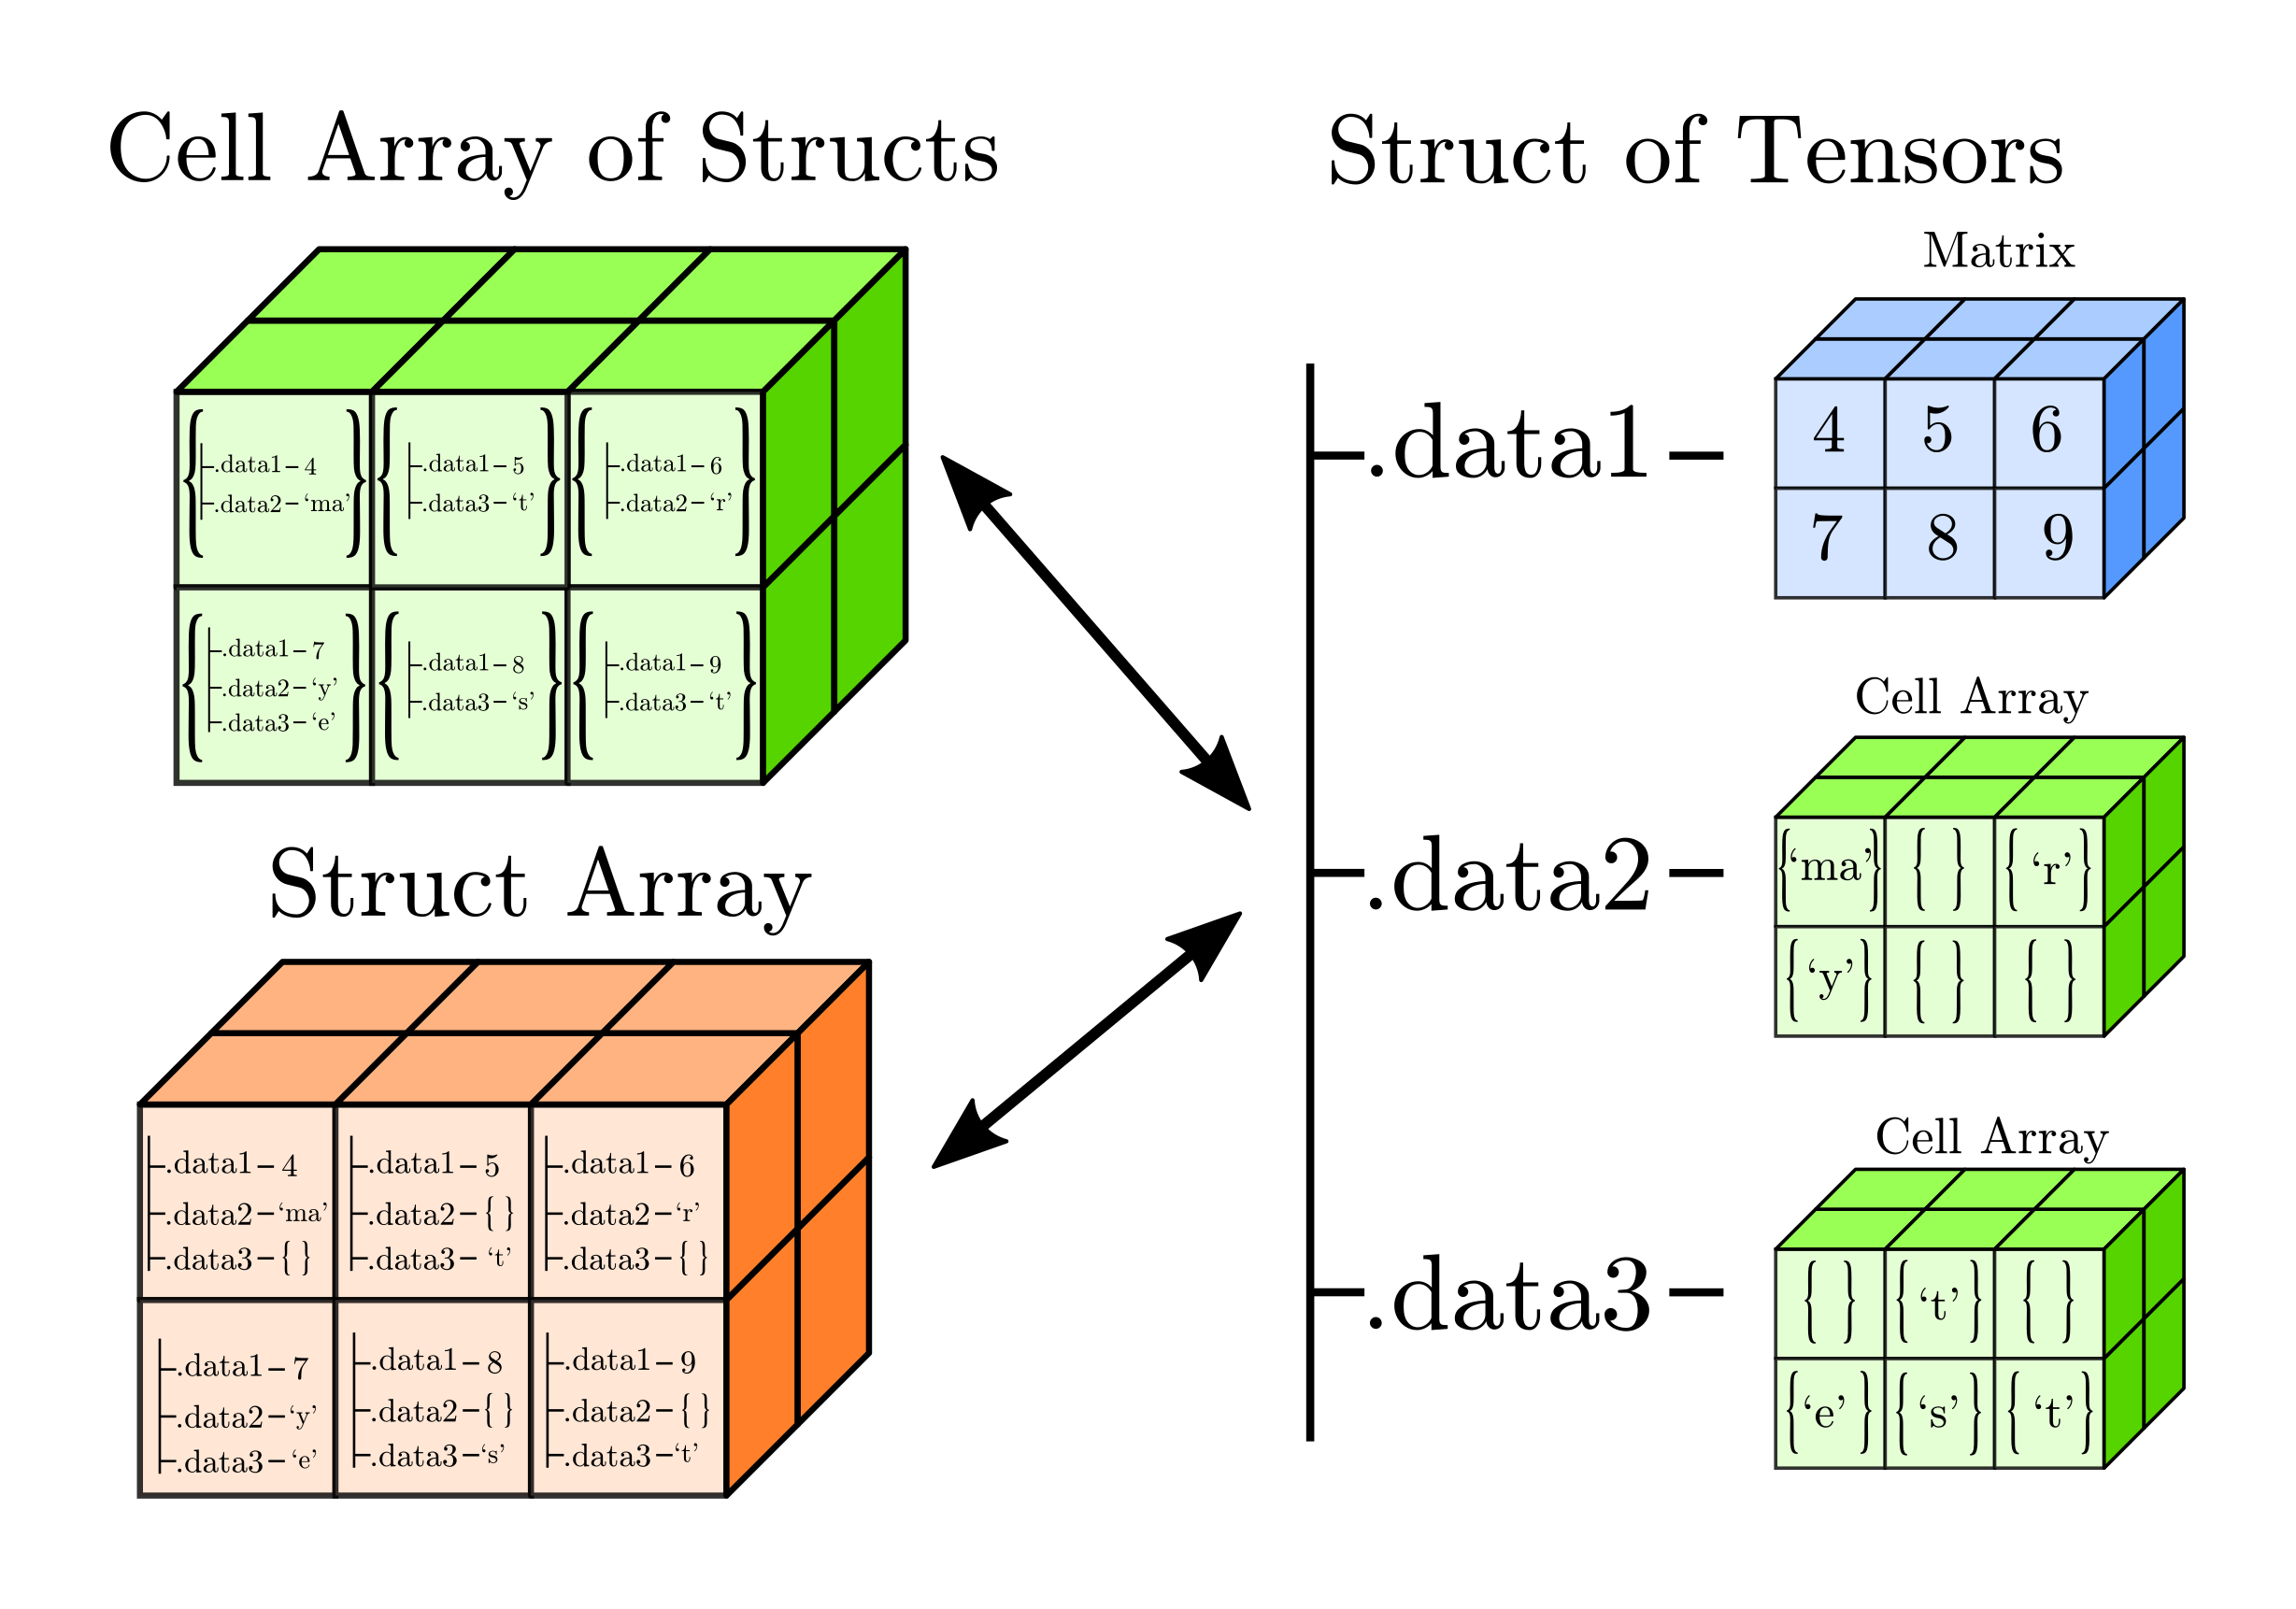 Cell Array of Structs
{ .data1 – 4
.data2 – ‘ma’ }
{ .data1 – 5
.data3 – ‘t’ }
{ .data1 – 6
.data2 – ‘r’ }
{ .data1 – 7
.data2 – ‘y’
.data3 – ‘e’ }
{ .data1 – 8
.data3 – ‘s’ }
{ .data1 – 9
.data3 – ‘t’ }
Struct Array
.data1 – 4
.data2 – ‘ma’
.data3 – { }
.data1 – 5
.data2 – { }
.data3 – ‘t’
.data1 – 6
.data2 – ‘r’
.data3 – { }
.data1 – 7
.data2 – ‘y’
.data3 – ‘e’
.data1 – 8
.data2 – { }
.data3 – ‘s’
.data1 – 9
.data2 – { }
.data3 – ‘t’
Struct of Tensors
.data1 –
Matrix
4 5 6
7 8 9
.data2 –
Cell Array
{‘ma’} { } {‘r’}
{‘y’} { } { }
.data3 –
Cell Array
{ } {‘t’} { }
{‘e’} {‘s’} {‘t’}